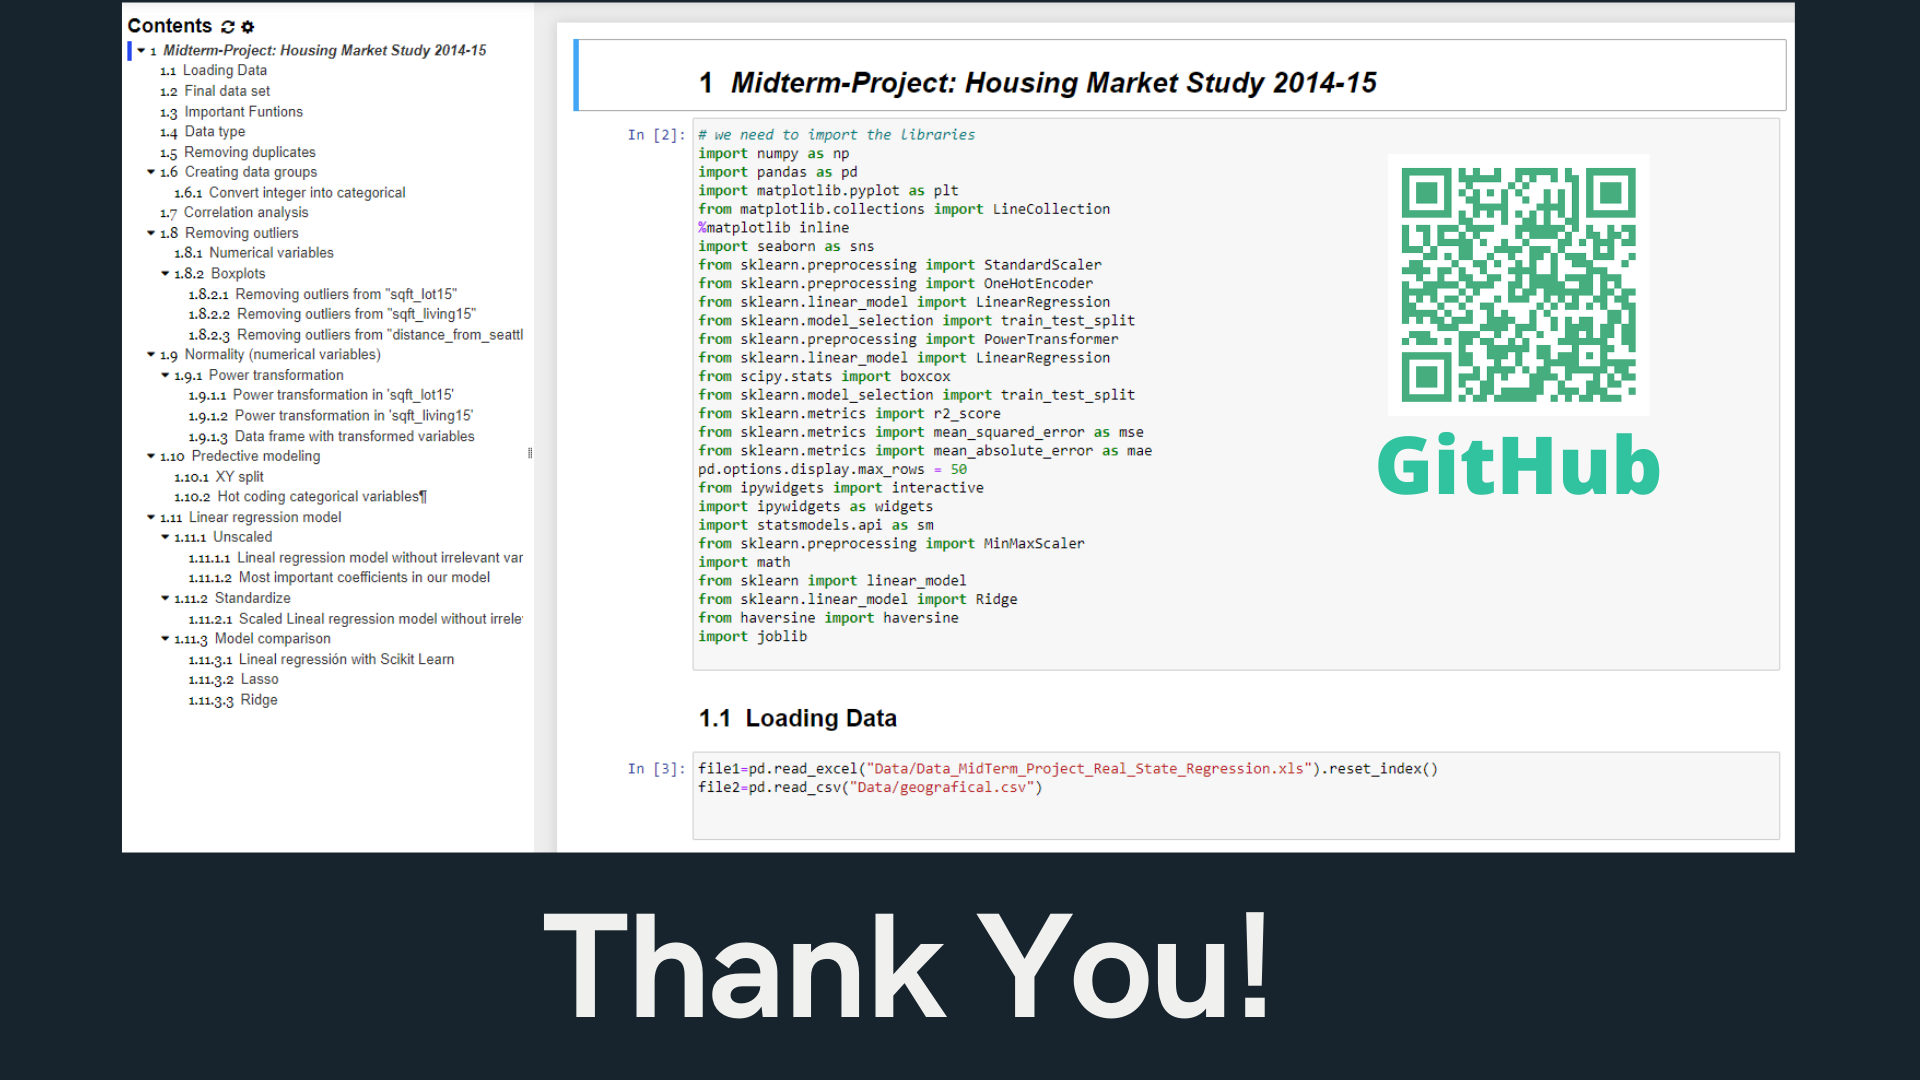 Contents
1 Midterm-Project: Housing Market Study 2014-15
1.1 Loading Data
1.2 Final data set
1.3 Important Funtions
1.4 Data type
1.5 Removing duplicates
1.6 Creating data groups
1.6.1 Convert integer into categorical
1.7 Correlation analysis
1.8 Removing outliers
1.8.1 Numerical variables
1.8.2 Boxplots
1.8.2.1 Removing outliers from "sqft_lot15"
1.8.2.2 Removing outliers from "sqft_living15"
1.8.2.3 Removing outliers from "distance_from_seattl
1.9 Normality (numerical variables)
1.9.1 Power transformation
1.9.1.1 Power transformation in 'sqft_lot15'
1.9.1.2 Power transformation in 'sqft_living15'
1.9.1.3 Data frame with transformed variables
1.10 Predective modeling
1.10.1 XY split
1.10.2 Hot coding categorical variables¶
1.11 Linear regression model
1.11.1 Unscaled
1.11.1.1 Lineal regression model without irrelevant var
1.11.1.2 Most important coefficients in our model
1.11.2 Standardize
1.11.2.1 Scaled Lineal regression model without irrele
1.11.3 Model comparison
1.11.3.1 Lineal regressión with Scikit Learn
1.11.3.2 Lasso
1.11.3.3 Ridge
1 Midterm-Project: Housing Market Study 2014-15
In [2]: # we need to import the libraries
import numpy as np
import pandas as pd
import matplotlib.pyplot as plt
from matplotlib.collections import LineCollection
%matplotlib inline
import seaborn as sns
from sklearn.preprocessing import StandardScaler
from sklearn.preprocessing import OneHotEncoder
from sklearn.linear_model import LinearRegression
from sklearn.model_selection import train_test_split
from sklearn.preprocessing import PowerTransformer
from sklearn.linear_model import LinearRegression
from scipy.stats import boxcox
from sklearn.model_selection import train_test_split
from sklearn.metrics import r2_score
from sklearn.metrics import mean_squared_error as mse
from sklearn.metrics import mean_absolute_error as mae
pd.options.display.max_rows = 50
from ipywidgets import interactive
import ipywidgets as widgets
import statsmodels.api as sm
from sklearn.preprocessing import MinMaxScaler
import math
from sklearn import linear_model
from sklearn.linear_model import Ridge
from haversine import haversine
import joblib
GitHub
1.1 Loading Data
In [3]: file1=pd.read_excel("Data/Data_MidTerm_Project_Real_State_Regression.xls").reset_index()
file2=pd.read_csv("Data/geografical.csv")
Thank You!